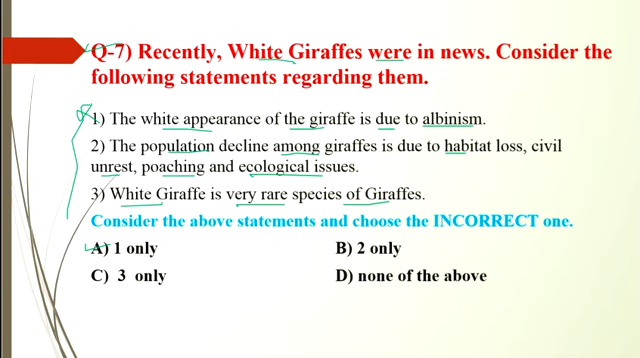 Q-7) Recently, White Giraffes were in news. Consider the
following statements regarding them.
1) The white appearance of the giraffe is due to albinism.
2) The population decline among giraffes is due to habitat loss, civil
unrest, poaching and ecological issues.
3) White Giraffe is very rare species of Giraffes.
Consider the above statements and choose the INCORRECT one.
A) 1 only B) 2 only
C) 3 only D) none of the above